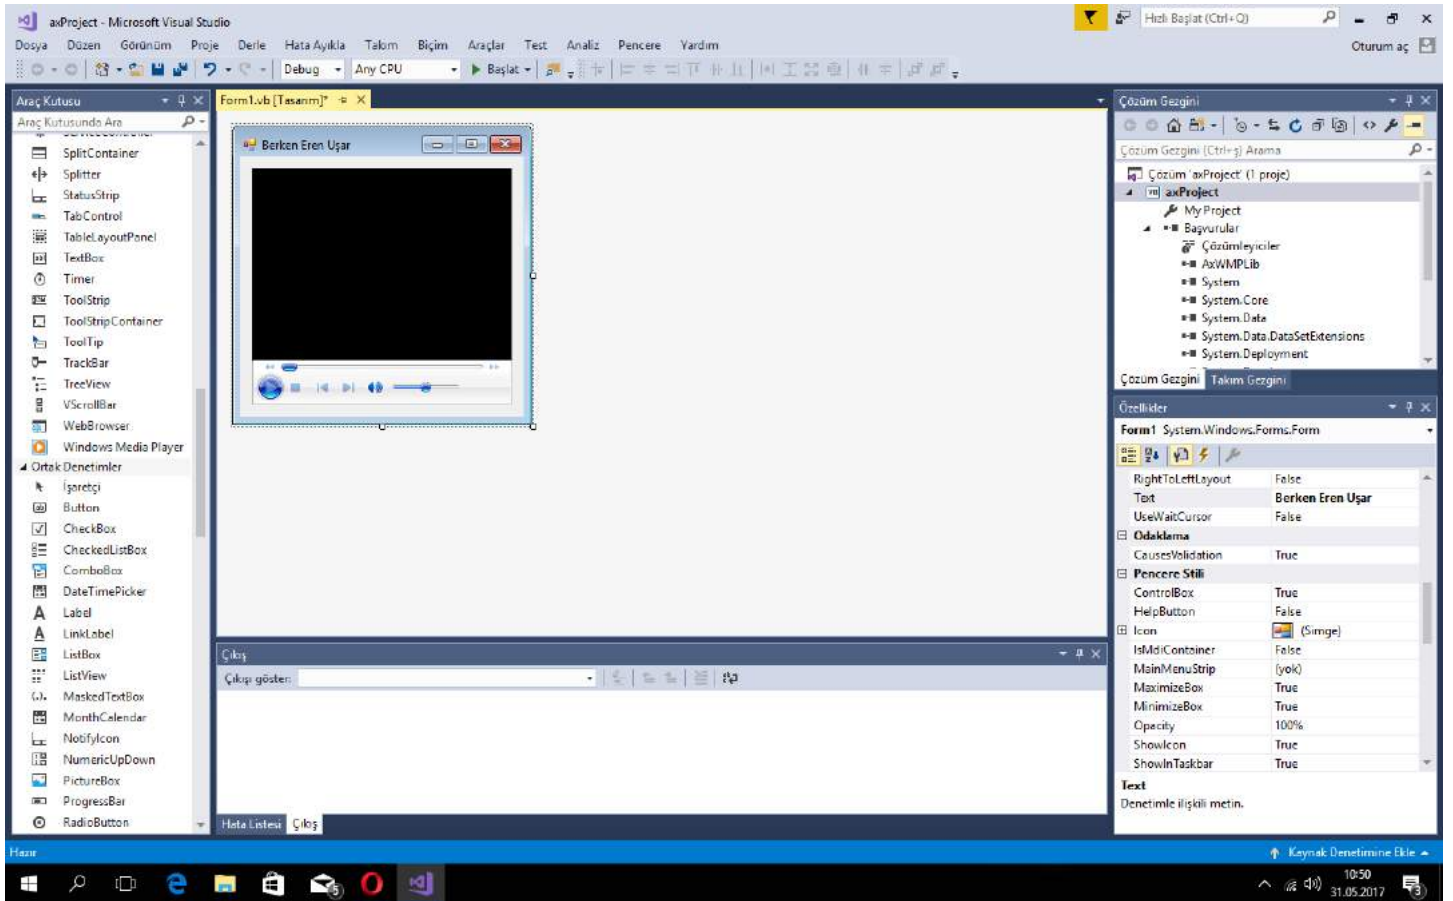 axProject - Microsoft Visual Studio
Hızlı Başlat (Ctrl+Q)
Dosya Düzen Görünüm Proje Derle Hata Ayıkla Takım Biçim Araçlar Test Analiz Pencere Yardım
Oturum aç
Debug Any CPU Başlat
Araç Kutusu
Araç Kutusunda Ara
SplitContainer
Splitter
StatusStrip
TabControl
TableLayoutPanel
TextBox
Timer
ToolStrip
ToolStripContainer
ToolTip
TrackBar
TreeView
VScrollBar
WebBrowser
Windows Media Player
Ortak Denetimler
İşaretçi
Button
CheckBox
CheckedListBox
ComboBox
DateTimePicker
Label
LinkLabel
ListBox
ListView
MaskedTextBox
MonthCalendar
NotifyIcon
NumericUpDown
PictureBox
ProgressBar
RadioButton
Form1.vb [Tasarım]*
Berken Eren Uşar
Çıkış
Çıkışı göster:
Hata Listesi Çıkış
Çözüm Gezgini
Çözüm Gezgini (Ctrl+ş) Arama
Çözüm 'axProject' (1 proje)
axProject
My Project
Başvurular
Çözümleyiciler
AxWMPLib
System
System.Core
System.Data
System.Data.DataSetExtensions
System.Deployment
Çözüm Gezgini Takım Gezgini
Özellikler
Form1 System.Windows.Forms.Form
RightToLeftLayout False
Text Berken Eren Uşar
UseWaitCursor False
Odaklama
CausesValidation True
Pencere Stili
ControlBox True
HelpButton False
Icon (Simge)
IsMdiContainer False
MainMenuStrip (yok)
MaximizeBox True
MinimizeBox True
Opacity 100%
ShowIcon True
ShowInTaskbar True
Text
Denetimle ilişkili metin.
Hazır
Kaynak Denetimine Ekle
5
10:50
31.05.2017
3